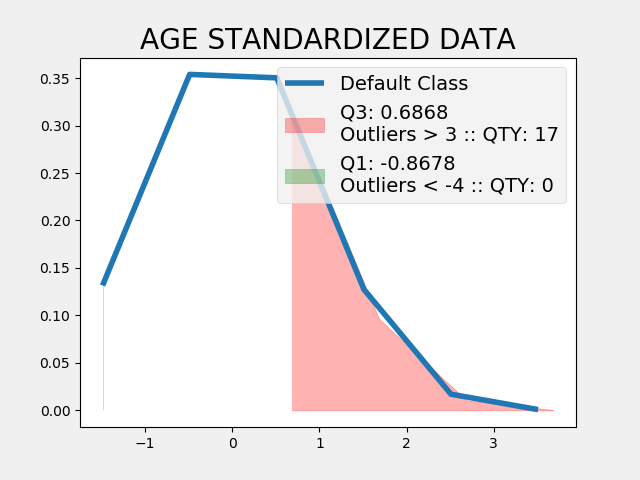 AGE STANDARDIZED DATA
Default Class
Q3: 0.6868
Outliers > 3 :: QTY: 17
Q1: -0.8678
Outliers < -4 :: QTY: 0
0.35
0.30
0.25
0.20
0.15
0.10
0.05
0.00
−1 0 1 2 3